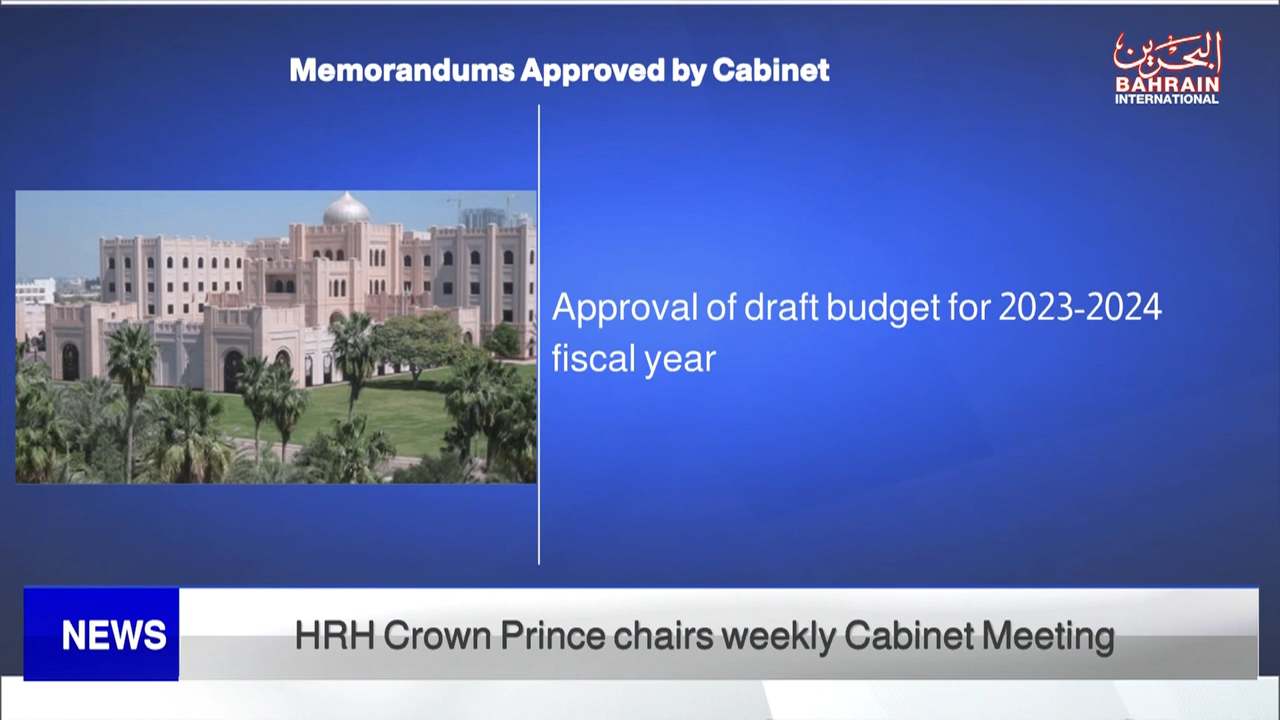 Memorandums Approved by Cabinet
البحرين
BAHRAIN
INTERNATIONAL
Approval of draft budget for 2023-2024
fiscal year
NEWS
HRH Crown Prince chairs weekly Cabinet Meeting